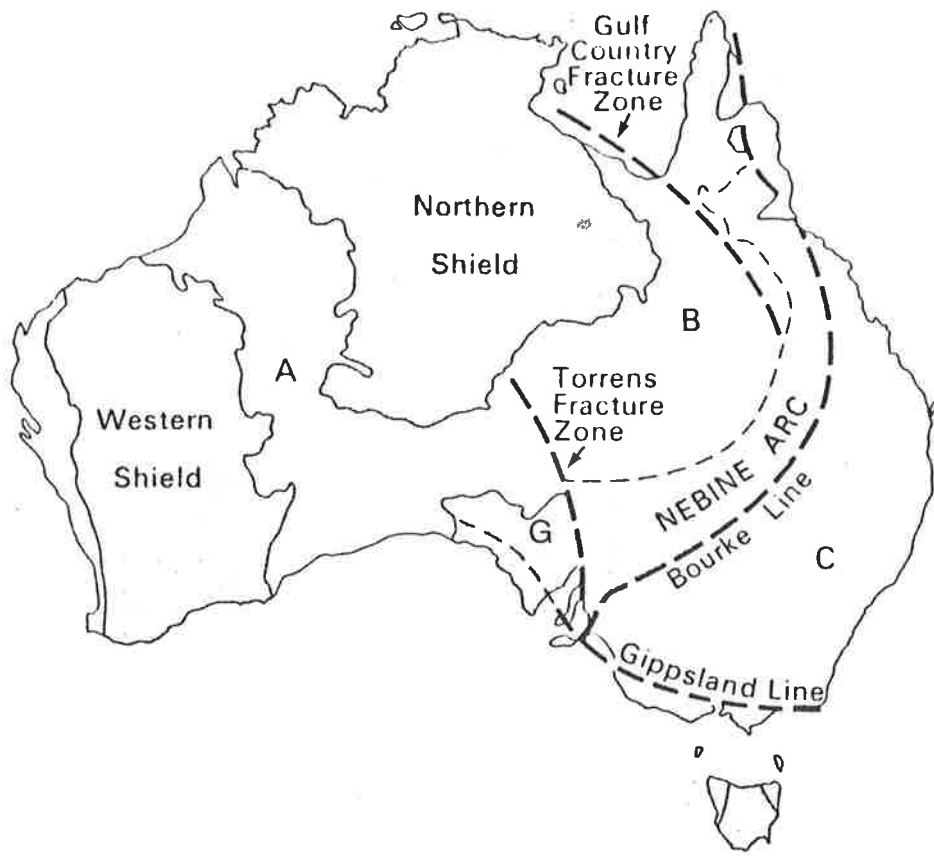 Gulf
Country
Fracture
Zone
Northern
Shield
B
A
Torrens
Fracture
Zone
Western
Shield
NEBINE ARC
G
Bourke Line
C
Gippsland Line